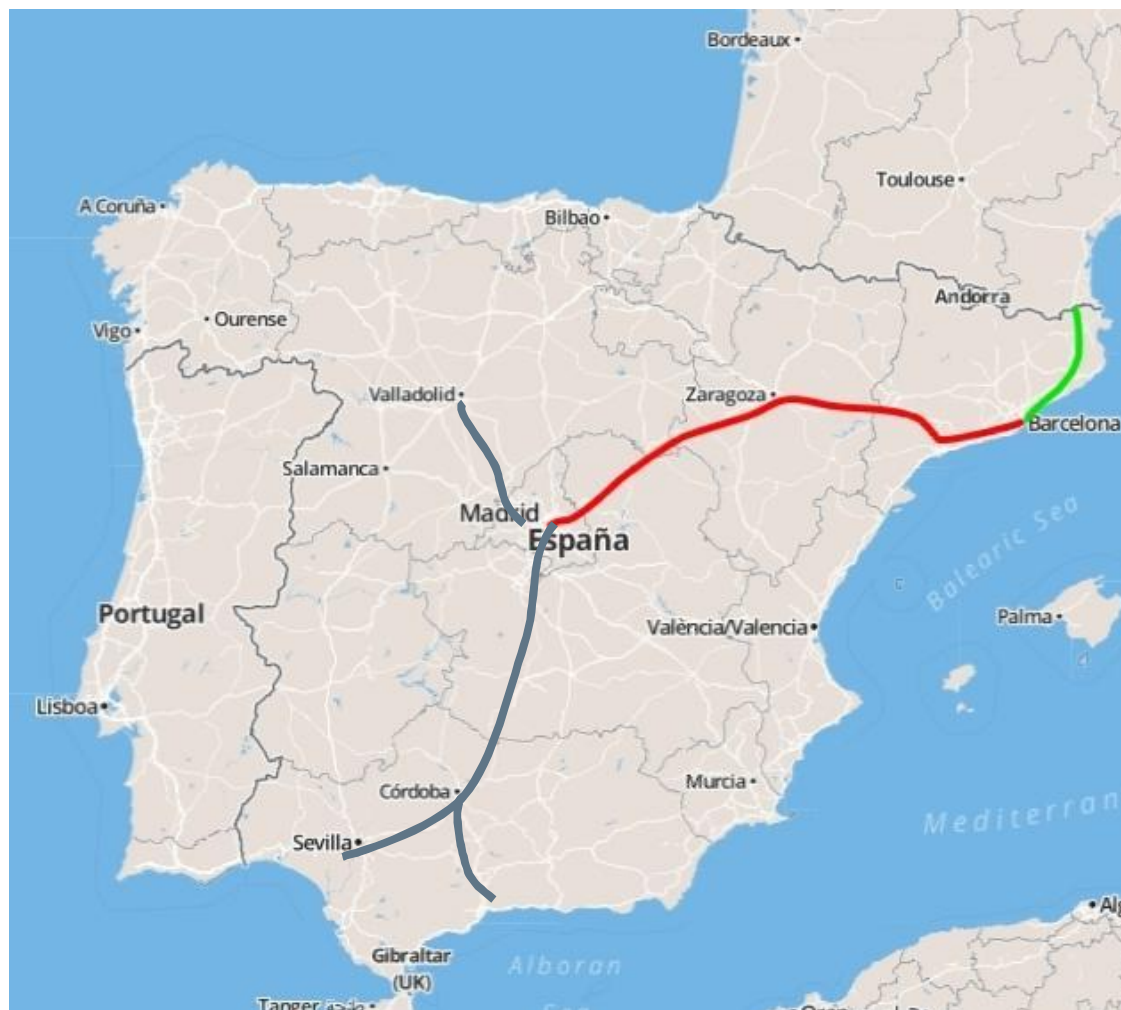 Bordeaux
Toulouse
A Coruña
Bilbao
Andorra
Vigo
Ourense
Valladolid
Zaragoza
Barcelona
Salamanca
Madrid
España
Balearic Sea
Portugal
València/Valencia
Palma
Lisboa
Murcia
Córdoba
Mediterran
Sevilla
Alg
Gibraltar
(UK)
Alboran